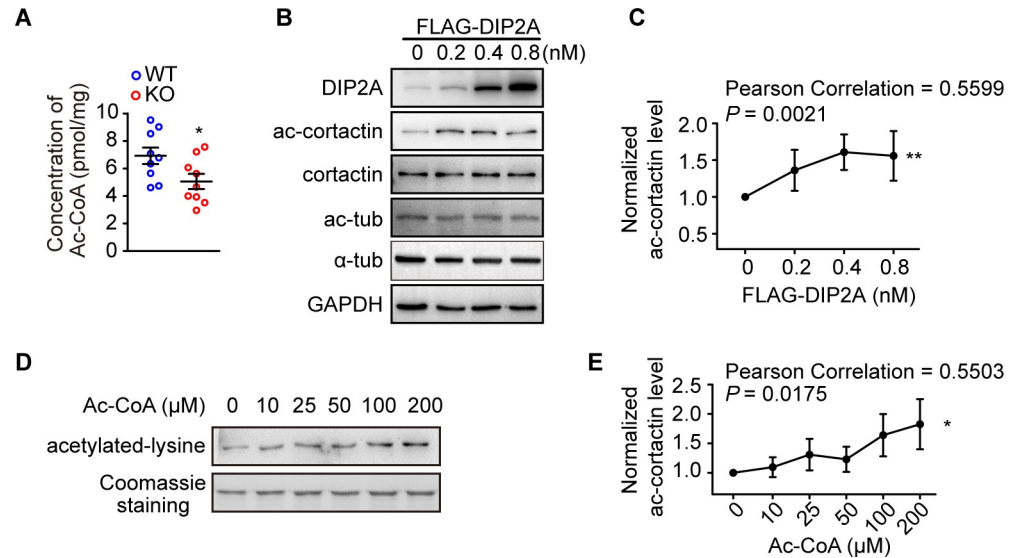 A
WT
KO
Concentration of
Ac-CoA (pmol/mg)
10
8
6
4
2
0
*
B
FLAG-DIP2A
0 0.2 0.4 0.8 (nM)
DIP2A
ac-cortactin
cortactin
ac-tub
α-tub
GAPDH
C
Pearson Correlation = 0.5599
P = 0.0021
Normalized
ac-cortactin level
2.0
1.5
1.0
0.5
**
0 0.2 0.4 0.8
FLAG-DIP2A (nM)
D
Ac-CoA (µM) 0 10 25 50 100 200
acetylated-lysine
Coomassie
staining
E
Pearson Correlation = 0.5503
P = 0.0175
Normalized
ac-cortactin level
2.5
2.0
1.5
1.0
*
0 10 25 50 100 200
Ac-CoA (µM)